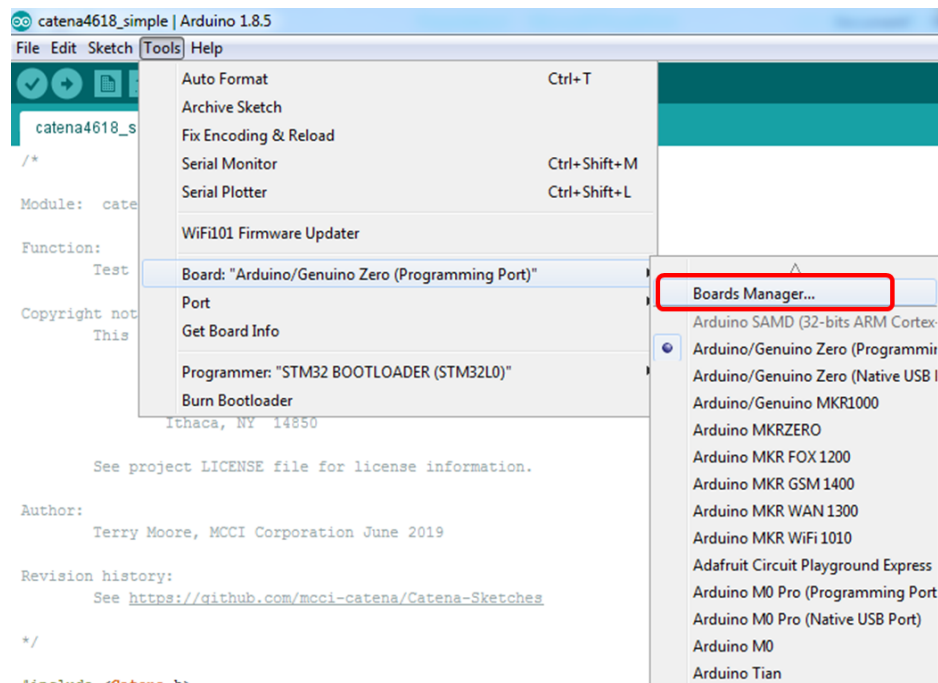 catena4618_simple | Arduino 1.8.5
File Edit Sketch Tools Help
catena4618_s
Auto Format Ctrl+T
Archive Sketch
Fix Encoding & Reload
Serial Monitor Ctrl+Shift+M
Serial Plotter Ctrl+Shift+L
WiFi101 Firmware Updater
Board: "Arduino/Genuino Zero (Programming Port)"
Port
Get Board Info
Programmer: "STM32 BOOTLOADER (STM32L0)"
Burn Bootloader
Boards Manager...
Arduino SAMD (32-bits ARM Cortex-
Arduino/Genuino Zero (Programmin
Arduino/Genuino Zero (Native USB
Arduino/Genuino MKR1000
Arduino MKRZERO
Arduino MKR FOX 1200
Arduino MKR GSM 1400
Arduino MKR WAN 1300
Arduino MKR WiFi 1010
Adafruit Circuit Playground Express
Arduino M0 Pro (Programming Port
Arduino M0 Pro (Native USB Port)
Arduino M0
Arduino Tian
/*
Module: cate
Function:
Test
Copyright not
This
Ithaca, NY 14850
See project LICENSE file for license information.
Author:
Terry Moore, MCCI Corporation June 2019
Revision history:
See https://github.com/mcci-catena/Catena-Sketches
*/